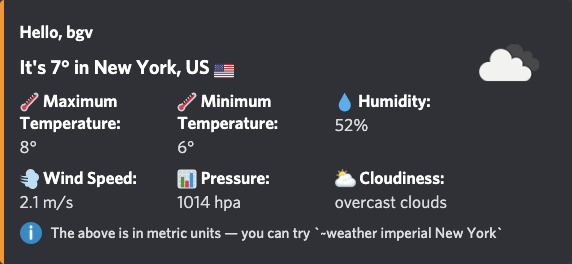 Hello, bgv
It's 7° in New York, US
Maximum Temperature:
8°
Minimum Temperature:
6°
Humidity:
52%
Wind Speed:
2.1 m/s
Pressure:
1014 hpa
Cloudiness:
overcast clouds
The above is in metric units — you can try `~weather imperial New York`